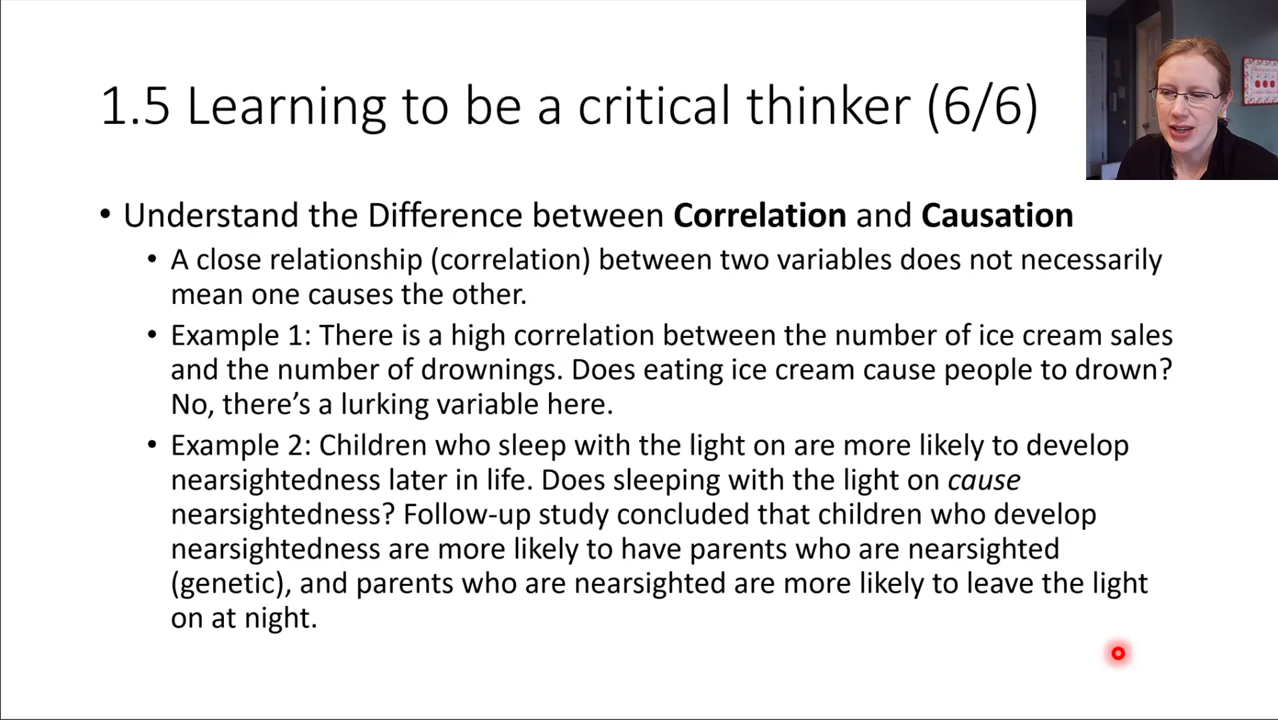 1.5 Learning to be a critical thinker (6/6)
• Understand the Difference between Correlation and Causation
• A close relationship (correlation) between two variables does not necessarily
mean one causes the other.
• Example 1: There is a high correlation between the number of ice cream sales
and the number of drownings. Does eating ice cream cause people to drown?
No, there’s a lurking variable here.
• Example 2: Children who sleep with the light on are more likely to develop
nearsightedness later in life. Does sleeping with the light on cause
nearsightedness? Follow-up study concluded that children who develop
nearsightedness are more likely to have parents who are nearsighted
(genetic), and parents who are nearsighted are more likely to leave the light
on at night.